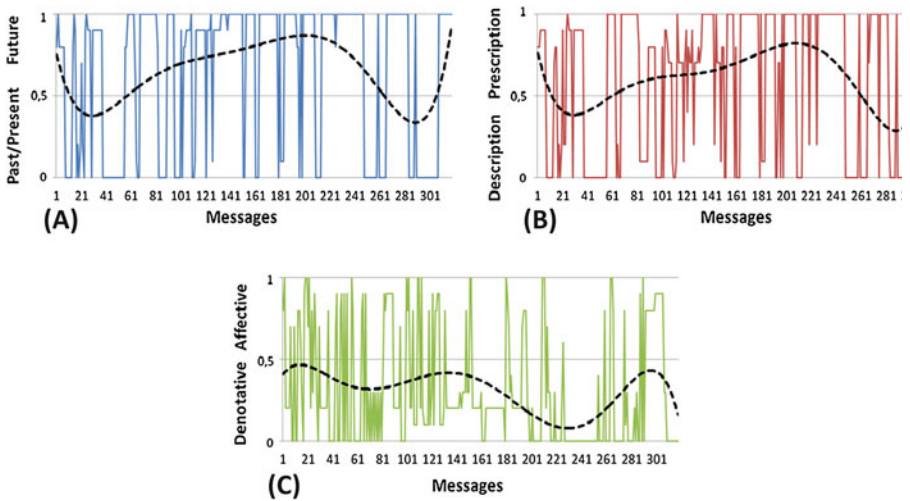 Past/Present Future
1
0,5
0
1 21 41 61 81 101 121 141 161 181 201 221 241 261 281 301
(A) Messages
Description Prescription
1
0,5
0
1 21 41 61 81 101 121 141 161 181 201 221 241 261 281
(B) Messages
Denotative Affective
1
0,5
0
1 21 41 61 81 101 121 141 161 181 201 221 241 261 281 301
(C) Messages